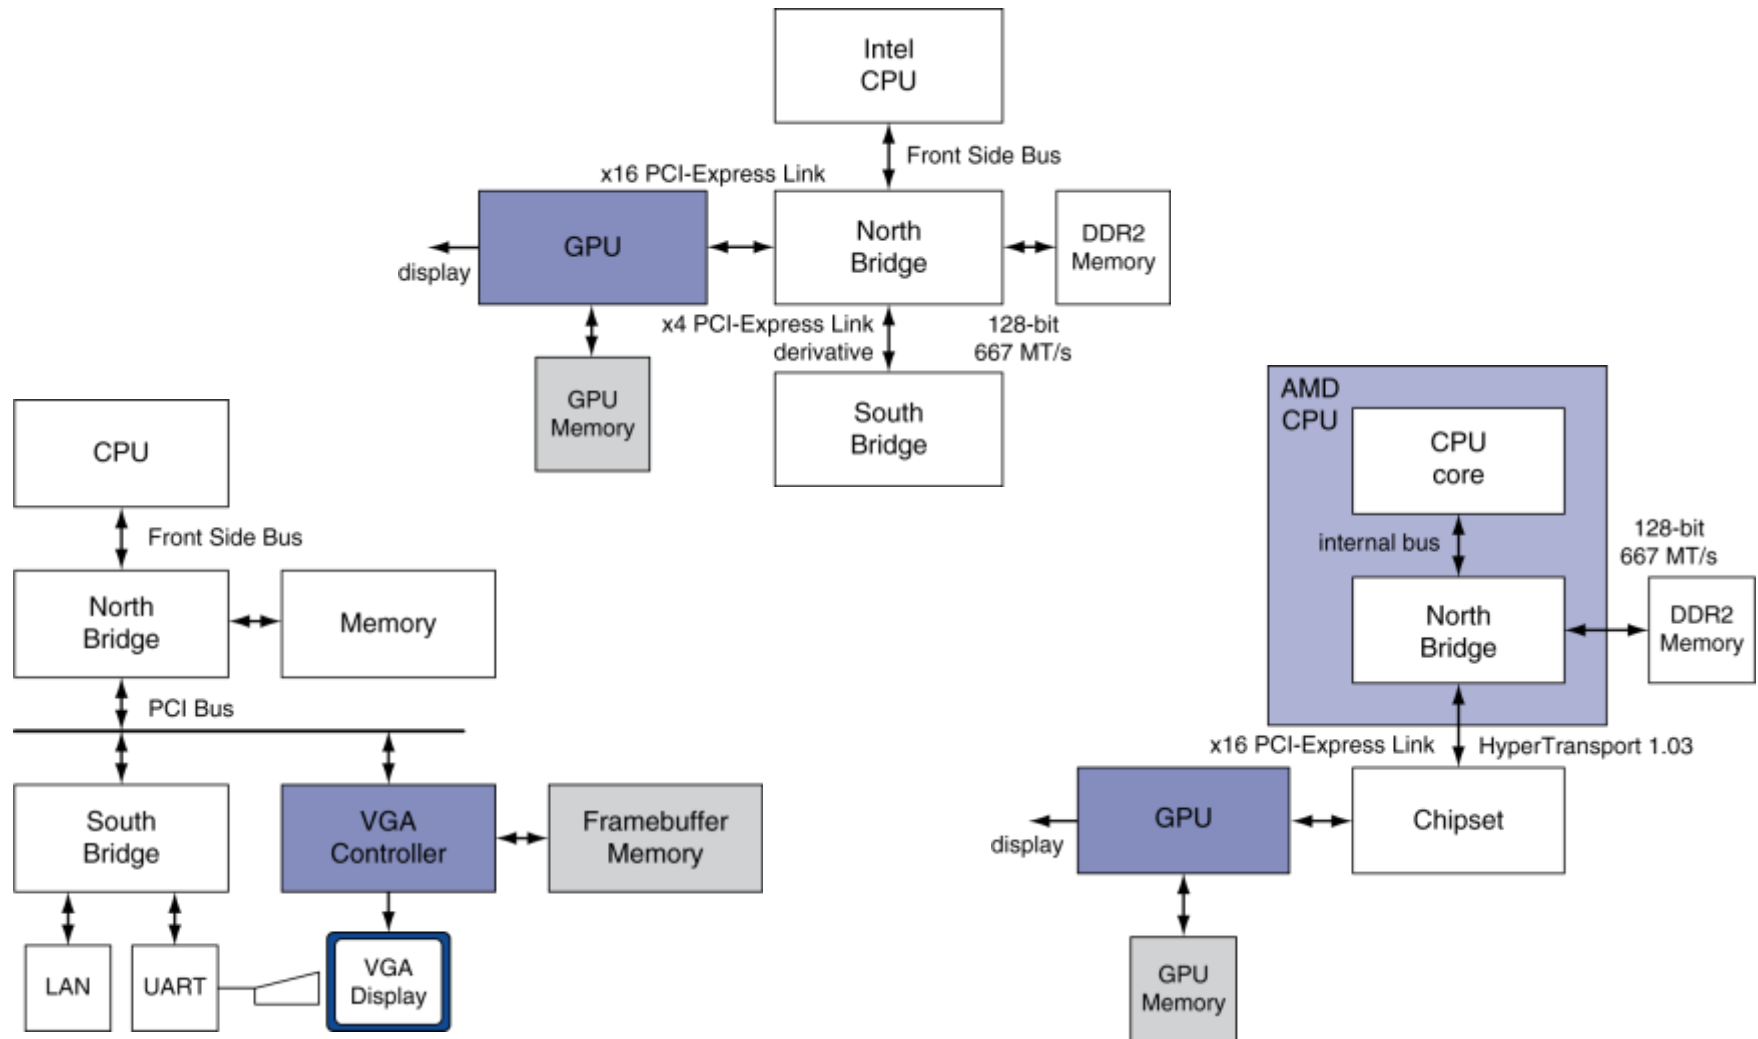 Intel
CPU
Front Side Bus
x16 PCI-Express Link
GPU
North
Bridge
DDR2
Memory
display
x4 PCI-Express Link
derivative
128-bit
667 MT/s
GPU
Memory
South
Bridge
CPU
Front Side Bus
North
Bridge
Memory
PCI Bus
South
Bridge
VGA
Controller
Framebuffer
Memory
LAN
UART
VGA
Display
AMD
CPU
CPU
core
internal bus
128-bit
667 MT/s
North
Bridge
DDR2
Memory
x16 PCI-Express Link
HyperTransport 1.03
GPU
Chipset
display
GPU
Memory